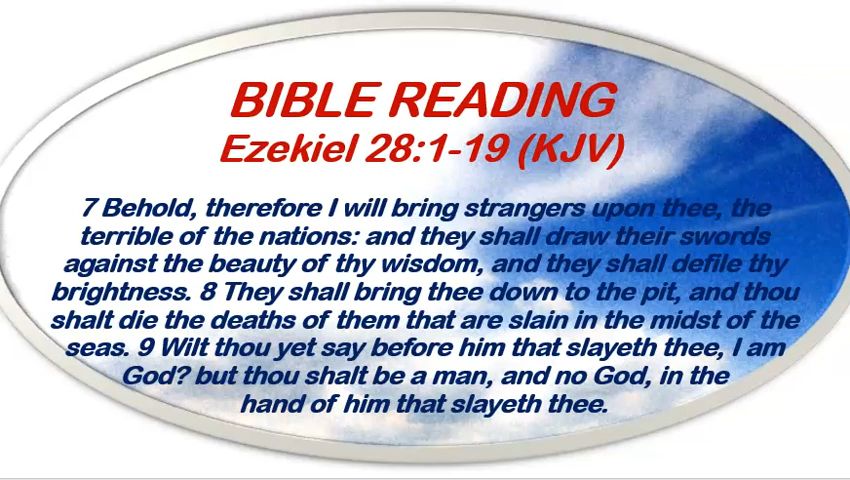 BIBLE READING
Ezekiel 28:1-19 (KJV)
7 Behold, therefore I will bring strangers upon thee, the
terrible of the nations: and they shall draw their swords
against the beauty of thy wisdom, and they shall defile thy
brightness. 8 They shall bring thee down to the pit, and thou
shalt die the deaths of them that are slain in the midst of the
seas. 9 Wilt thou yet say before him that slayeth thee, I am
God? but thou shalt be a man, and no God, in the
hand of him that slayeth thee.